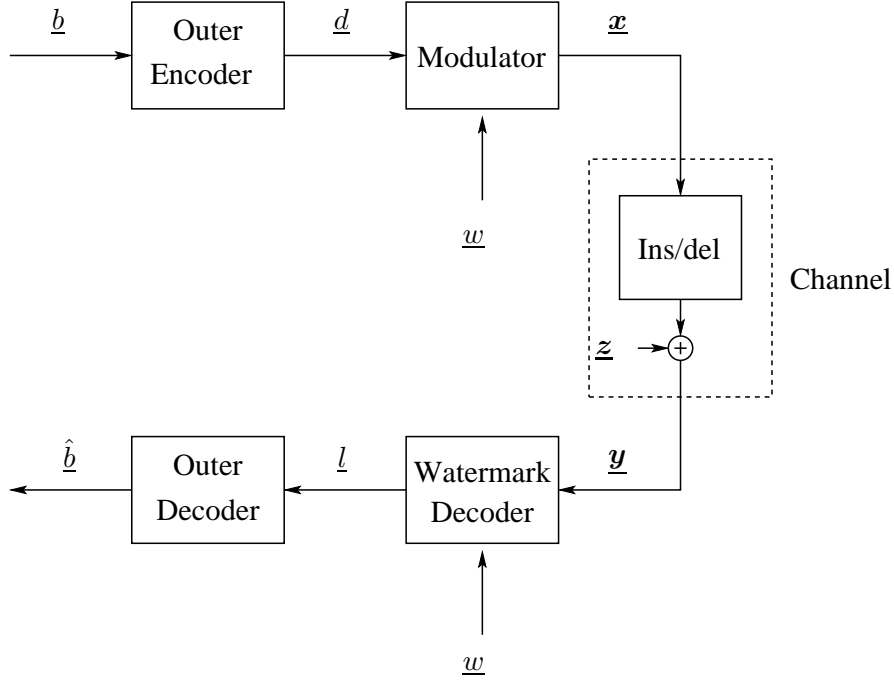 b
Outer
Encoder
d
Modulator
x
w
Ins/del
Channel
z
+
b̂
Outer
Decoder
l
Watermark
Decoder
y
w